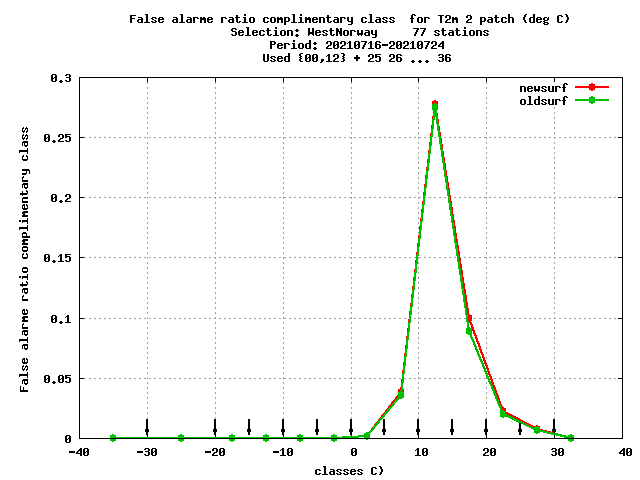 False alarme ratio complimentary class  for T2m 2 patch (deg C)
Selection: WestNorway     77 stations
Period: 20210716-20210724
Used {00,12} + 25 26 ... 36
newsurf
oldsurf
False alarme ratio complimentary class
0.3
0.25
0.2
0.15
0.1
0.05
0
-40 -30 -20 -10 0 10 20 30 40
classes C)